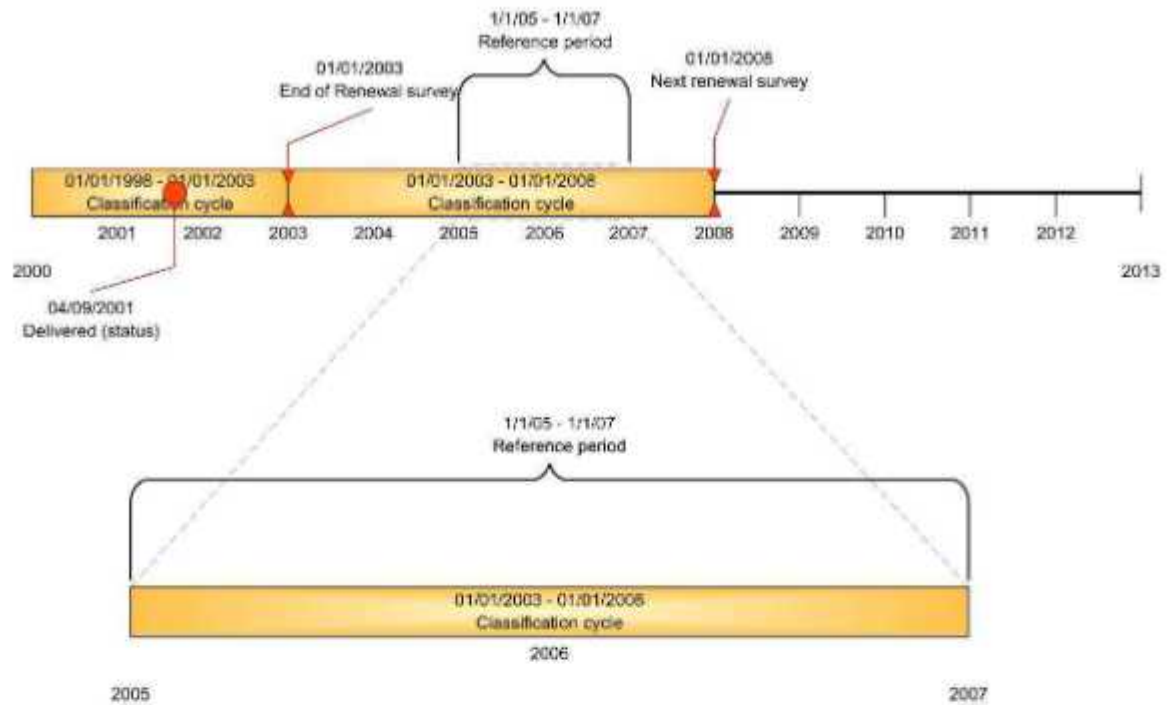 1/1/05 - 1/1/07
Reference period
01/01/2003
End of Renewal survey
01/01/2008
Next renewal survey
01/01/1998 - 01/01/2003
Classification cycle
01/01/2003 - 01/01/2008
Classification cycle
2001
2002
2003
2004
2005
2006
2007
2008
2009
2010
2011
2012
2000
2013
04/09/2001
Delivered (status)
1/1/05 - 1/1/07
Reference period
01/01/2003 - 01/01/2008
Classification cycle
2006
2005
2007